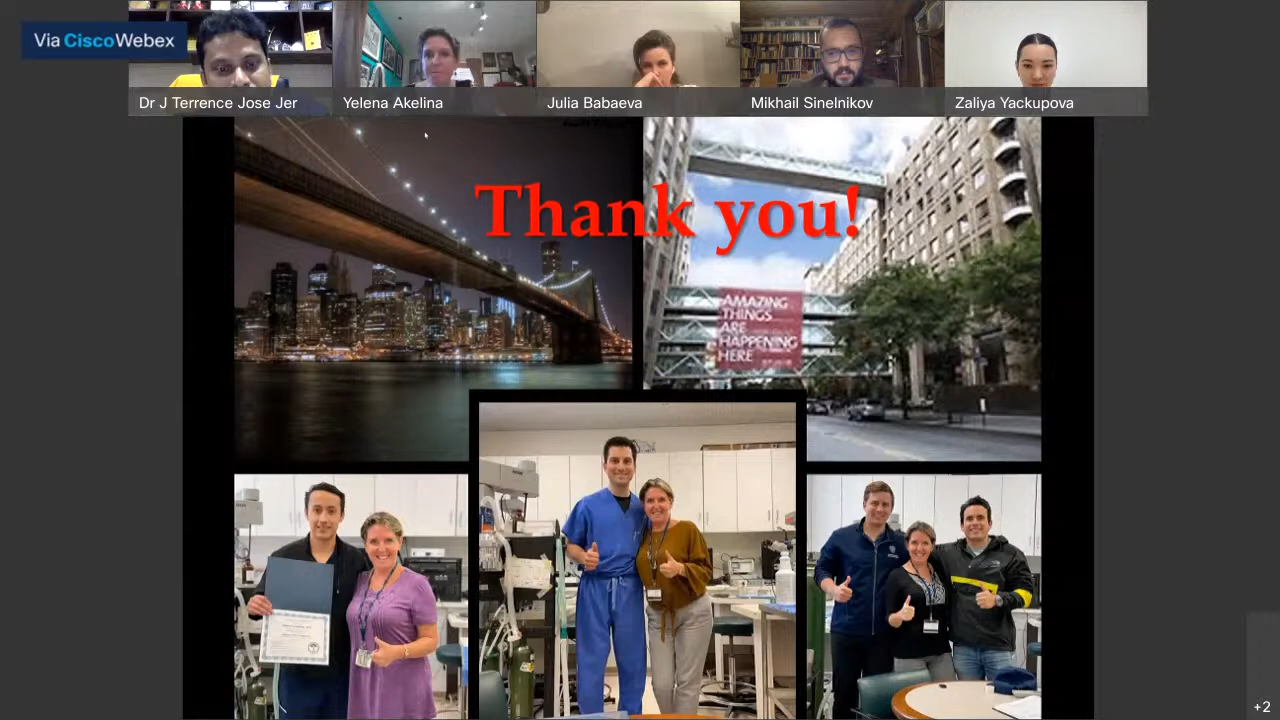 Via CiscoWebex
Dr J Terrence Jose Jer
Yelena Akelina
Julia Babaeva
Mikhail Sinelnikov
Zaliya Yackupova
Thank you!
AMAZING
THINGS
ARE
HAPPENING
HERE
+2